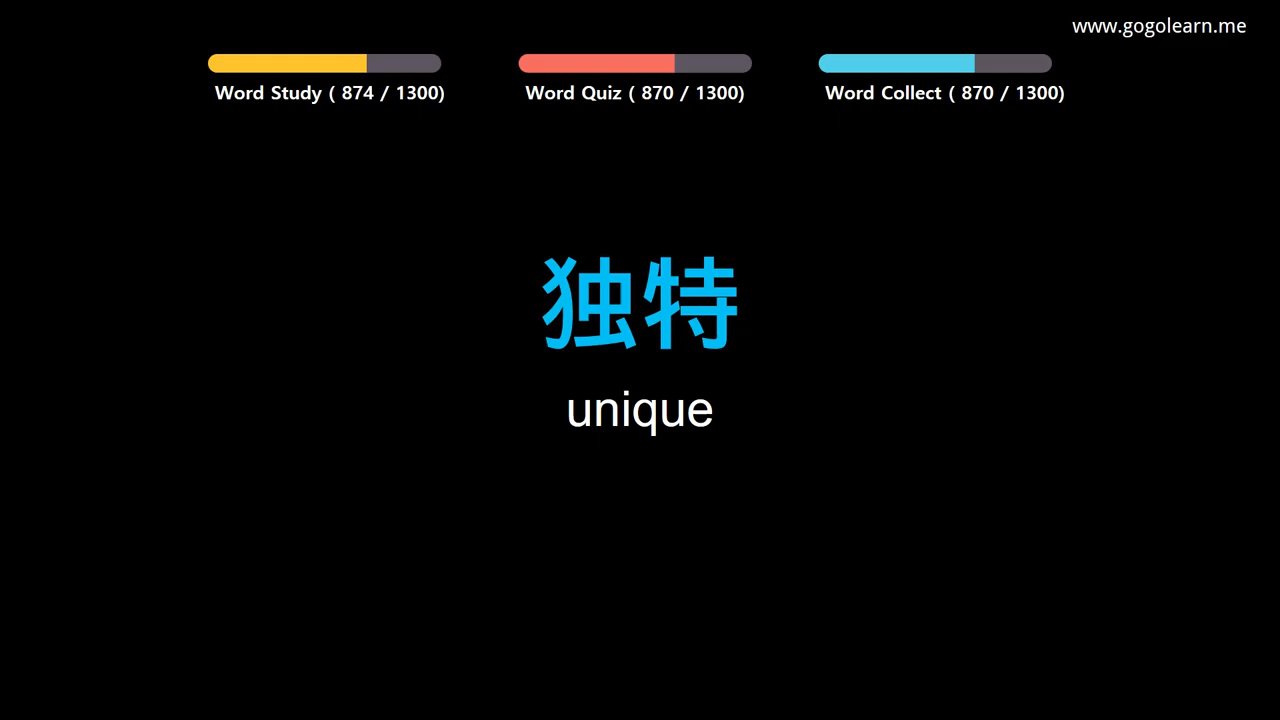 www.gogolearn.me
Word Study ( 874 / 1300)
Word Quiz ( 870 / 1300)
Word Collect ( 870 / 1300)
独特
unique